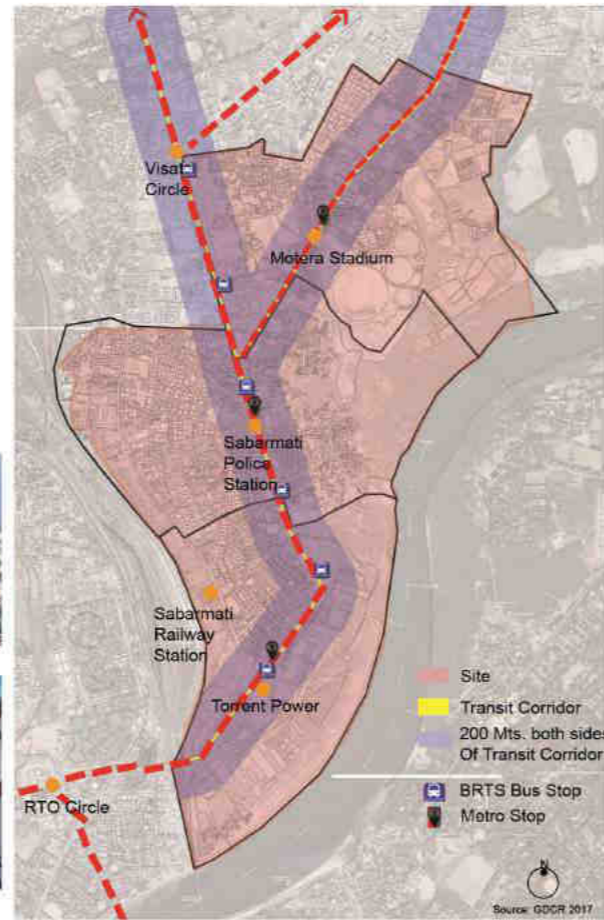 Visat
Circle
Motera Stadium
Sabarmati
Police
Station
Sabarmati
Railway
Station
Torrent Power
RTO Circle
Site
Transit Corridor
200 Mts. both sides
Of Transit Corridor
BRTS Bus Stop
Metro Stop
N
Source: GDCR 2017